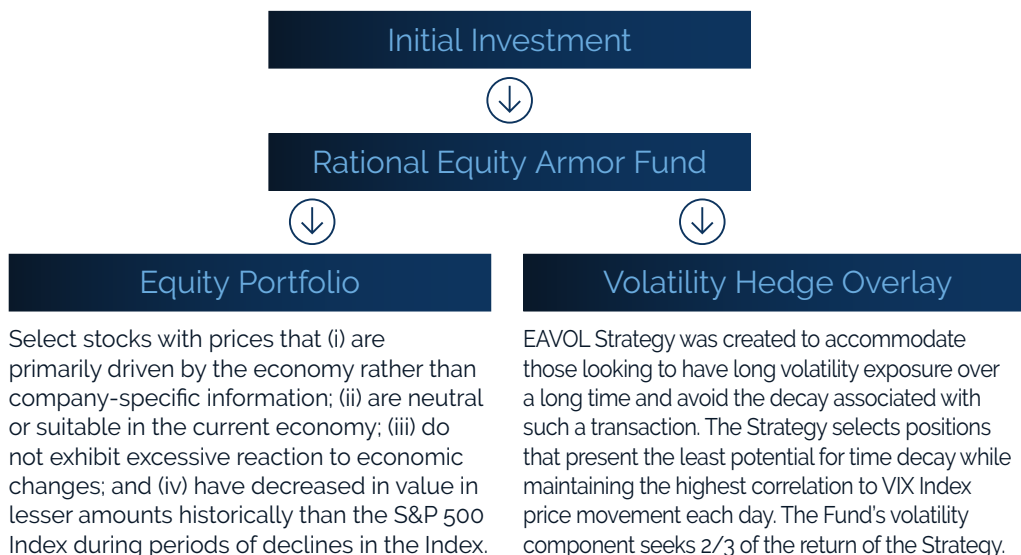 Initial Investment
Rational Equity Armor Fund
Equity Portfolio
Select stocks with prices that (i) are
primarily driven by the economy rather than
company-specific information; (ii) are neutral
or suitable in the current economy; (iii) do
not exhibit excessive reaction to economic
changes; and (iv) have decreased in value in
lesser amounts historically than the S&P 500
Index during periods of declines in the Index.
Volatility Hedge Overlay
EAVOL Strategy was created to accommodate
those looking to have long volatility exposure over
a long time and avoid the decay associated with
such a transaction. The Strategy selects positions
that present the least potential for time decay while
maintaining the highest correlation to VIX Index
price movement each day. The Fund's volatility
component seeks 2/3 of the return of the Strategy.